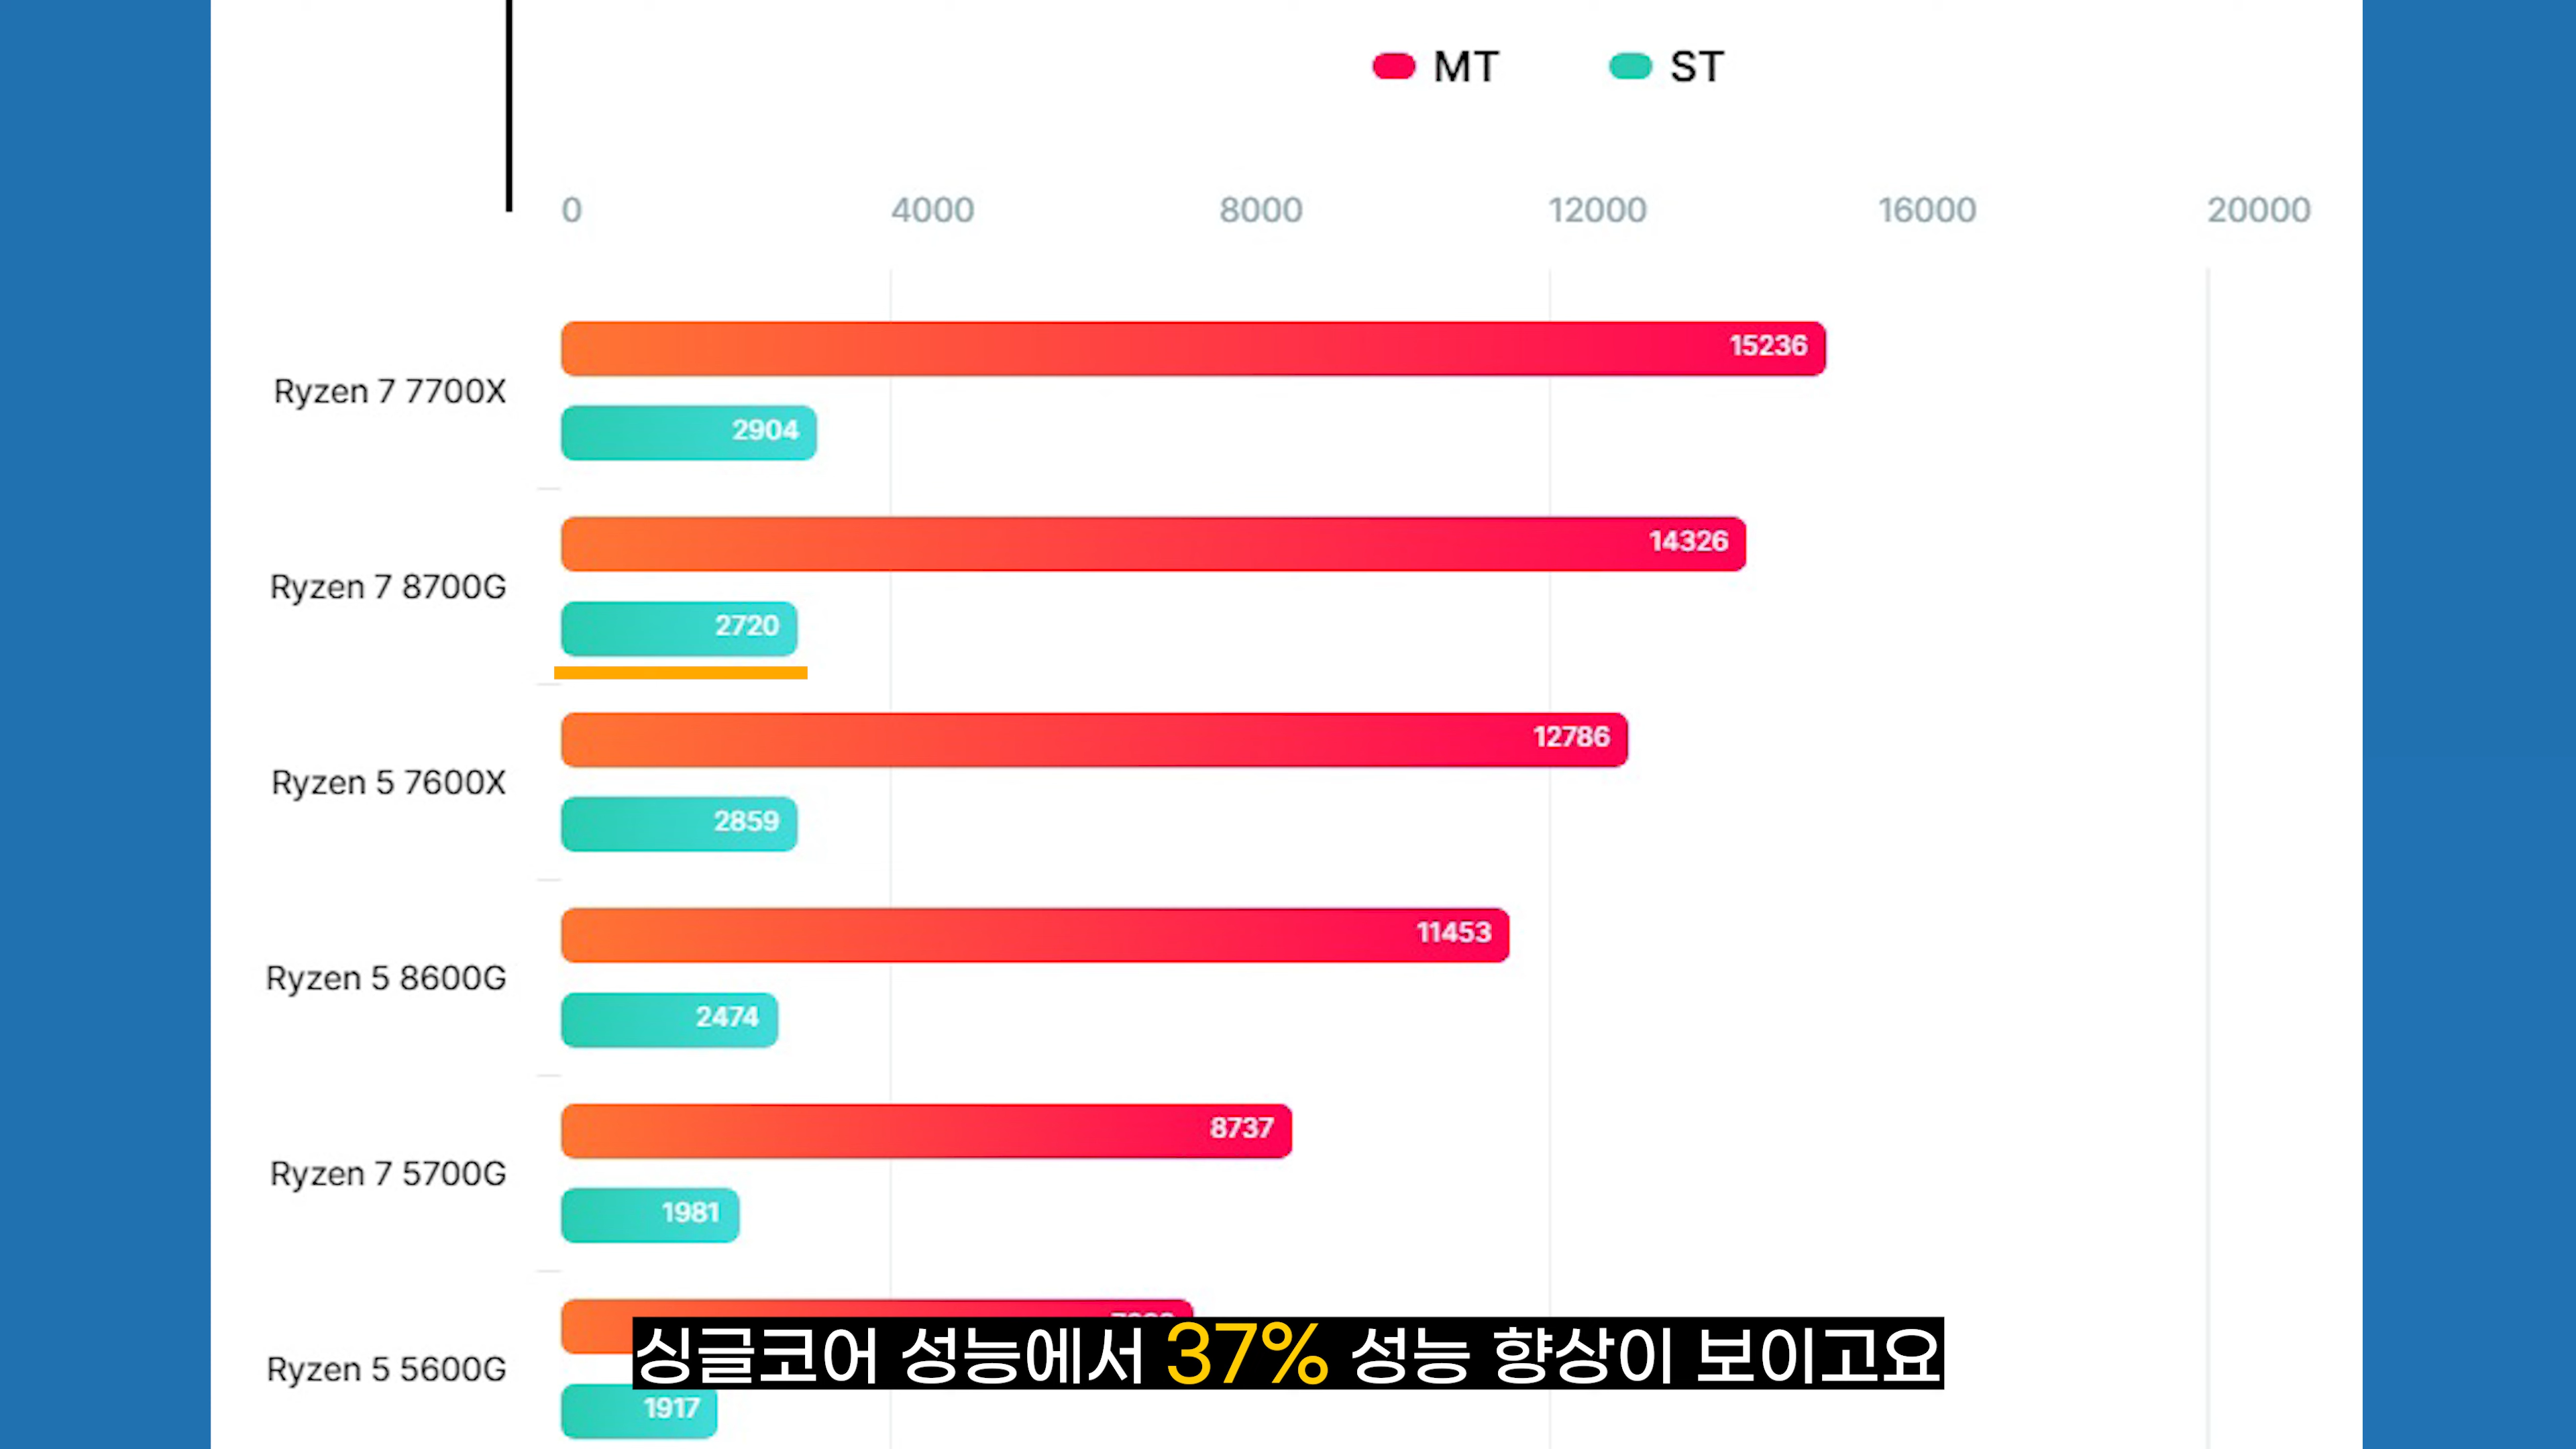 MT ST
0 4000 8000 12000 16000 20000
15236
Ryzen 7 7700X
2904
14326
Ryzen 7 8700G
2720
12786
Ryzen 5 7600X
2859
11453
Ryzen 5 8600G
2474
8737
Ryzen 7 5700G
1981
싱글코어 성능에서 37% 성능 향상이 보이고요
Ryzen 5 5600G
1917